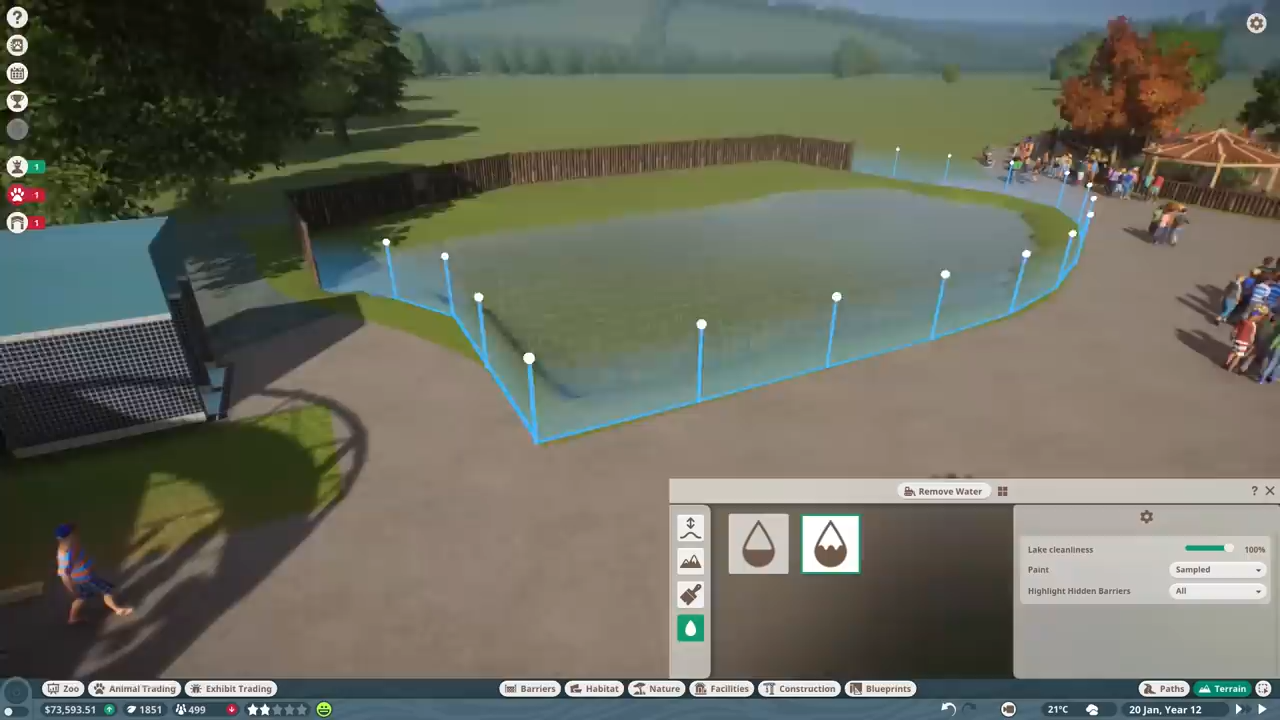 ?
1
1
1
Remove Water
?
Lake cleanliness 100%
Paint Sampled
Highlight Hidden Barriers All
Zoo Animal Trading Exhibit Trading Barriers Habitat Nature Facilities Construction Blueprints Paths Terrain
$73,593.51 1851 499 21°C 20 Jan, Year 12